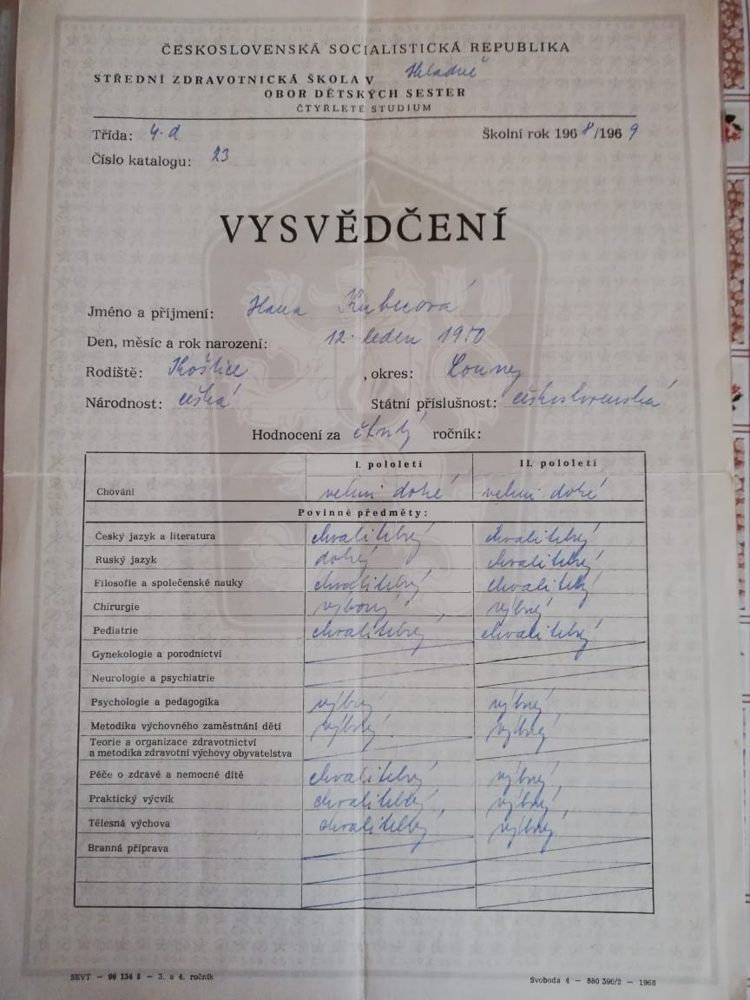 ČESKOSLOVENSKÁ SOCIALISTICKÁ REPUBLIKA
STŘEDNÍ ZDRAVOTNICKÁ ŠKOLA V Kladně
OBOR DĚTSKÝCH SESTER
ČTYŘLETÉ STUDIUM
Třída: 4. d Školní rok 1968/1969
Číslo katalogu: 23
VYSVĚDČENÍ
Jméno a příjmení: Hana Kubicová
Den, měsíc a rok narození: 12. leden 1950
Rodiště: Koštice, okres: Louny
Národnost: česká Státní příslušnost: československá
Hodnocení za čtvrtý ročník:
I. pololetí II. pololetí
Chování velmi dobré velmi dobré
Povinné předměty:
Český jazyk a literatura chvalitebný chvalitebný
Ruský jazyk dobrý chvalitebný
Filosofie a společenské nauky chvalitebný chvalitebný
Chirurgie výborný výborný
Pediatrie chvalitebný chvalitebný
Gynekologie a porodnictví
Neurologie a psychiatrie
Psychologie a pedagogika výborný výborný
Metodika výchovného zaměstnání dětí výborný výborný
Teorie a organizace zdravotnictví
a metodika zdravotní výchovy obyvatelstva
Péče o zdravé a nemocné dítě chvalitebný výborný
Praktický výcvik chvalitebný výborný
Tělesná výchova chvalitebný výborný
Branná příprava
SEVT – 96 134 8 – 3. a 4. ročník Svoboda 4 – 880 390/2 – 1968